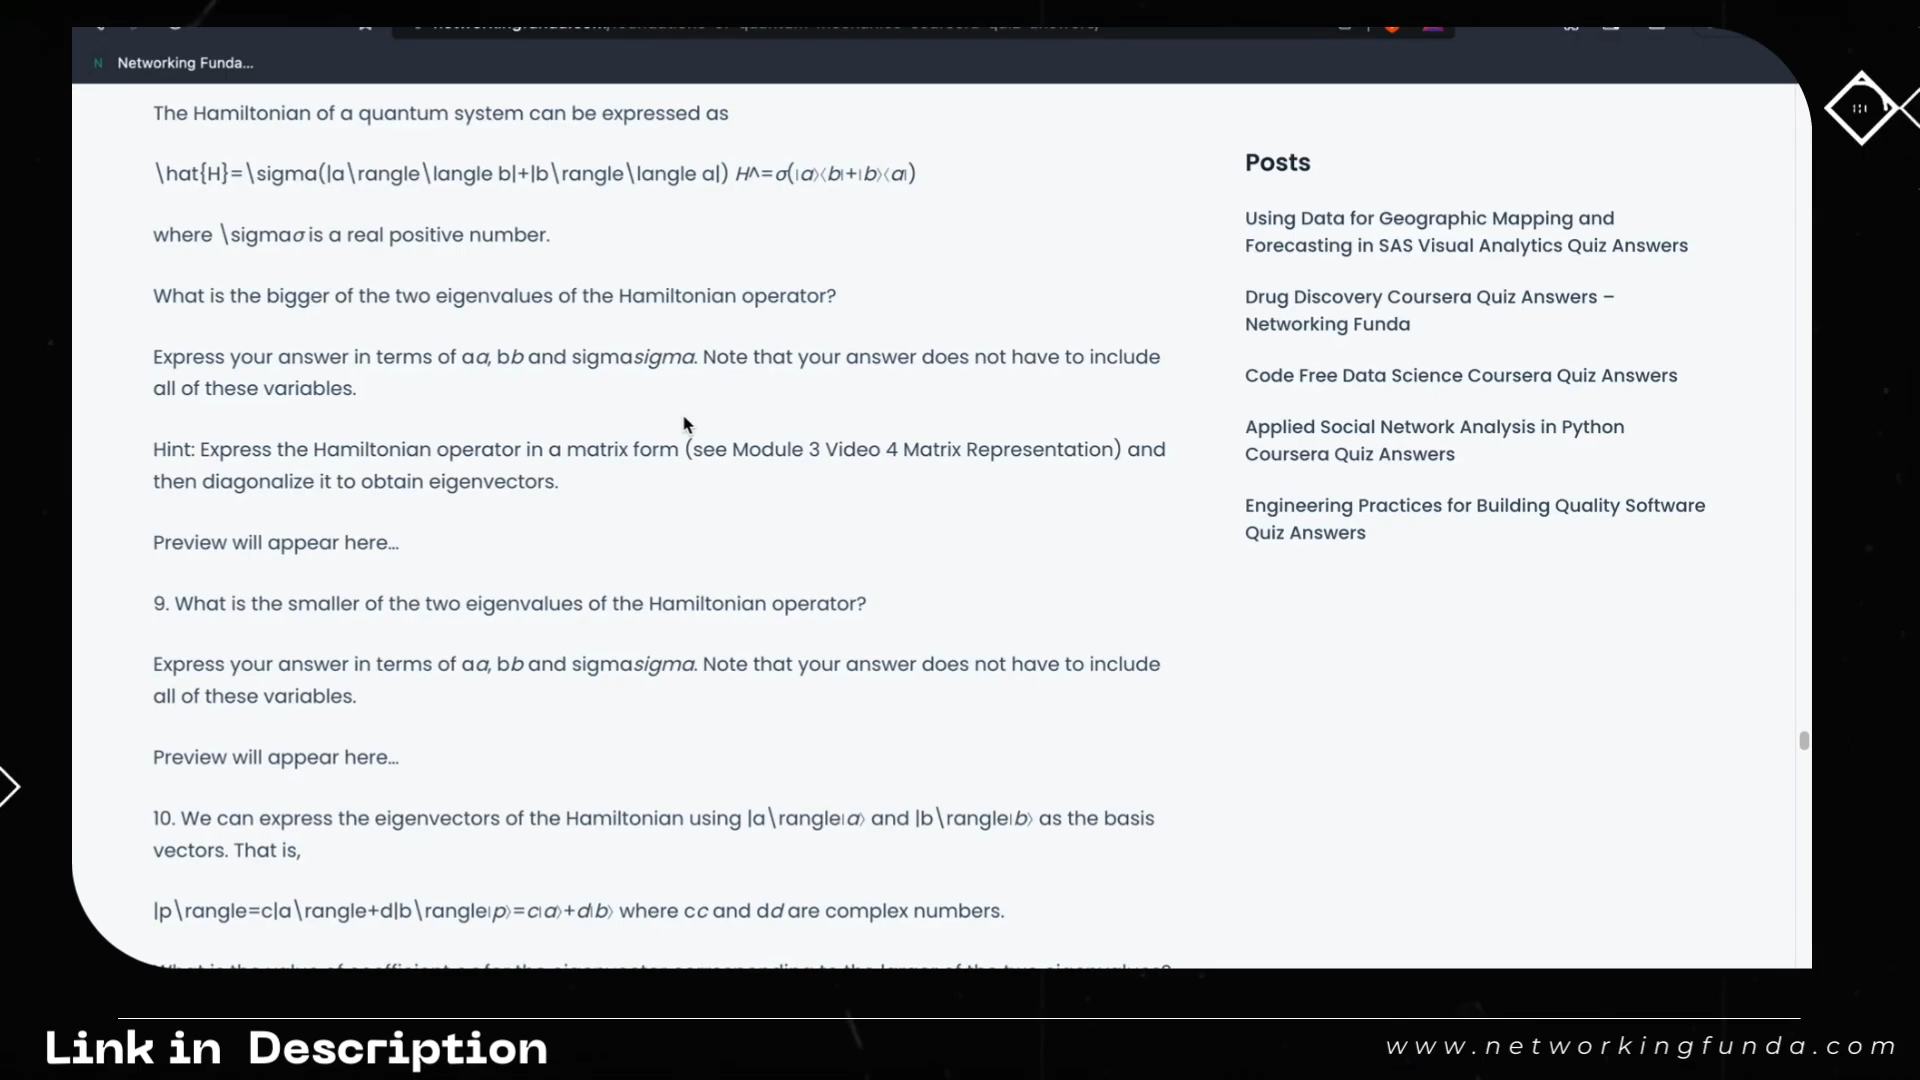 Networking Funda...
The Hamiltonian of a quantum system can be expressed as
\hat{H}=\sigma(|a\rangle\langle b|+|b\rangle\langle a|) H^=σ(∣a⟩⟨b∣+∣b⟩⟨a∣)
where \sigmaσ is a real positive number.
What is the bigger of the two eigenvalues of the Hamiltonian operator?
Express your answer in terms of aa, bb and sigmasigma. Note that your answer does not have to include
all of these variables.
Hint: Express the Hamiltonian operator in a matrix form (see Module 3 Video 4 Matrix Representation) and
then diagonalize it to obtain eigenvectors.
Preview will appear here...
9. What is the smaller of the two eigenvalues of the Hamiltonian operator?
Express your answer in terms of aa, bb and sigmasigma. Note that your answer does not have to include
all of these variables.
Preview will appear here...
10. We can express the eigenvectors of the Hamiltonian using |a\rangle∣a⟩ and |b\rangle∣b⟩ as the basis
vectors. That is,
|p\rangle=c|a\rangle+d|b\rangle∣p⟩=c∣a⟩+d∣b⟩ where cc and dd are complex numbers.
Posts
Using Data for Geographic Mapping and
Forecasting in SAS Visual Analytics Quiz Answers
Drug Discovery Coursera Quiz Answers –
Networking Funda
Code Free Data Science Coursera Quiz Answers
Applied Social Network Analysis in Python
Coursera Quiz Answers
Engineering Practices for Building Quality Software
Quiz Answers
Link in Description
www.networkingfunda.com